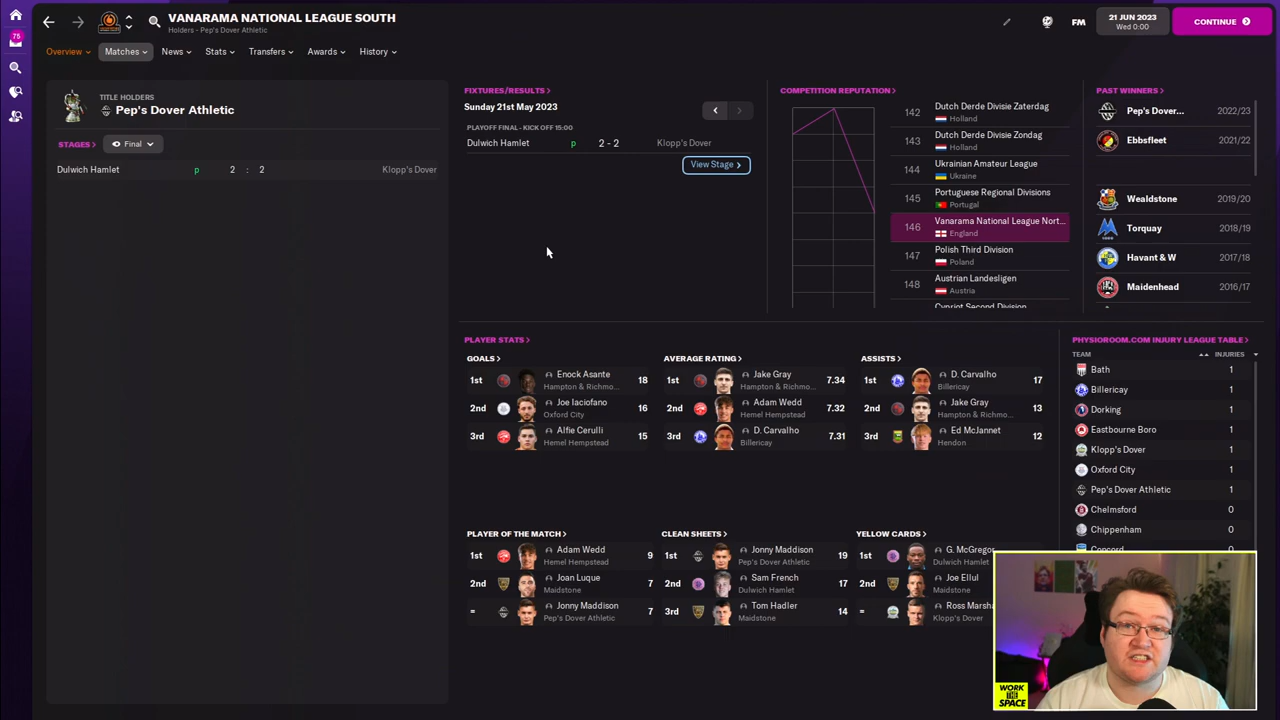 VANARAMA NATIONAL LEAGUE SOUTH
Holders - Pep's Dover Athletic
FM
21 JUN 2023
Wed 0:00
CONTINUE
75
Overview
Matches
News
Stats
Transfers
Awards
History
TITLE HOLDERS
Pep's Dover Athletic
STAGES
Final
Dulwich Hamlet p 2 : 2 Klopp's Dover
FIXTURES/RESULTS
Sunday 21st May 2023
PLAYOFF FINAL - KICK OFF 15:00
Dulwich Hamlet p 2 - 2 Klopp's Dover
View Stage
COMPETITION REPUTATION
142 Dutch Derde Divisie Zaterdag
Holland
143 Dutch Derde Divisie Zondag
Holland
144 Ukrainian Amateur League
Ukraine
145 Portuguese Regional Divisions
Portugal
146 Vanarama National League Nort...
England
147 Polish Third Division
Poland
148 Austrian Landesligen
Austria
Cypriot Second Division
PAST WINNERS
Pep's Dover... 2022/23
Ebbsfleet 2021/22
Wealdstone 2019/20
Torquay 2018/19
Havant & W 2017/18
Maidenhead 2016/17
PLAYER STATS
GOALS
1st Enock Asante 18
Hampton & Richmo...
2nd Joe Iaciofano 16
Oxford City
3rd Alfie Cerulli 15
Hemel Hempstead
AVERAGE RATING
1st Jake Gray 7.34
Hampton & Richmo...
2nd Adam Wedd 7.32
Hemel Hempstead
3rd D. Carvalho 7.31
Billericay
ASSISTS
1st D. Carvalho 17
Billericay
2nd Jake Gray 13
Hampton & Richmo...
3rd Ed McJannet 12
Hendon
PLAYER OF THE MATCH
1st Adam Wedd 9
Hemel Hempstead
2nd Joan Luque 7
Maidstone
= Jonny Maddison 7
Pep's Dover Athletic
CLEAN SHEETS
1st Jonny Maddison 19
Pep's Dover Athletic
2nd Sam French 17
Dulwich Hamlet
3rd Tom Hadler 14
Maidstone
YELLOW CARDS
1st G. McGregor
Dulwich Hamlet
2nd Joe Ellul
Maidstone
= Ross Marsha
Klopp's Dover
PHYSIOROOM.COM INJURY LEAGUE TABLE
TEAM INJURIES
Bath 1
Billericay 1
Dorking 1
Eastbourne Boro 1
Klopp's Dover 1
Oxford City 1
Pep's Dover Athletic 1
Chelmsford 0
Chippenham 0
Concord 0
WORK
THE
SPACE